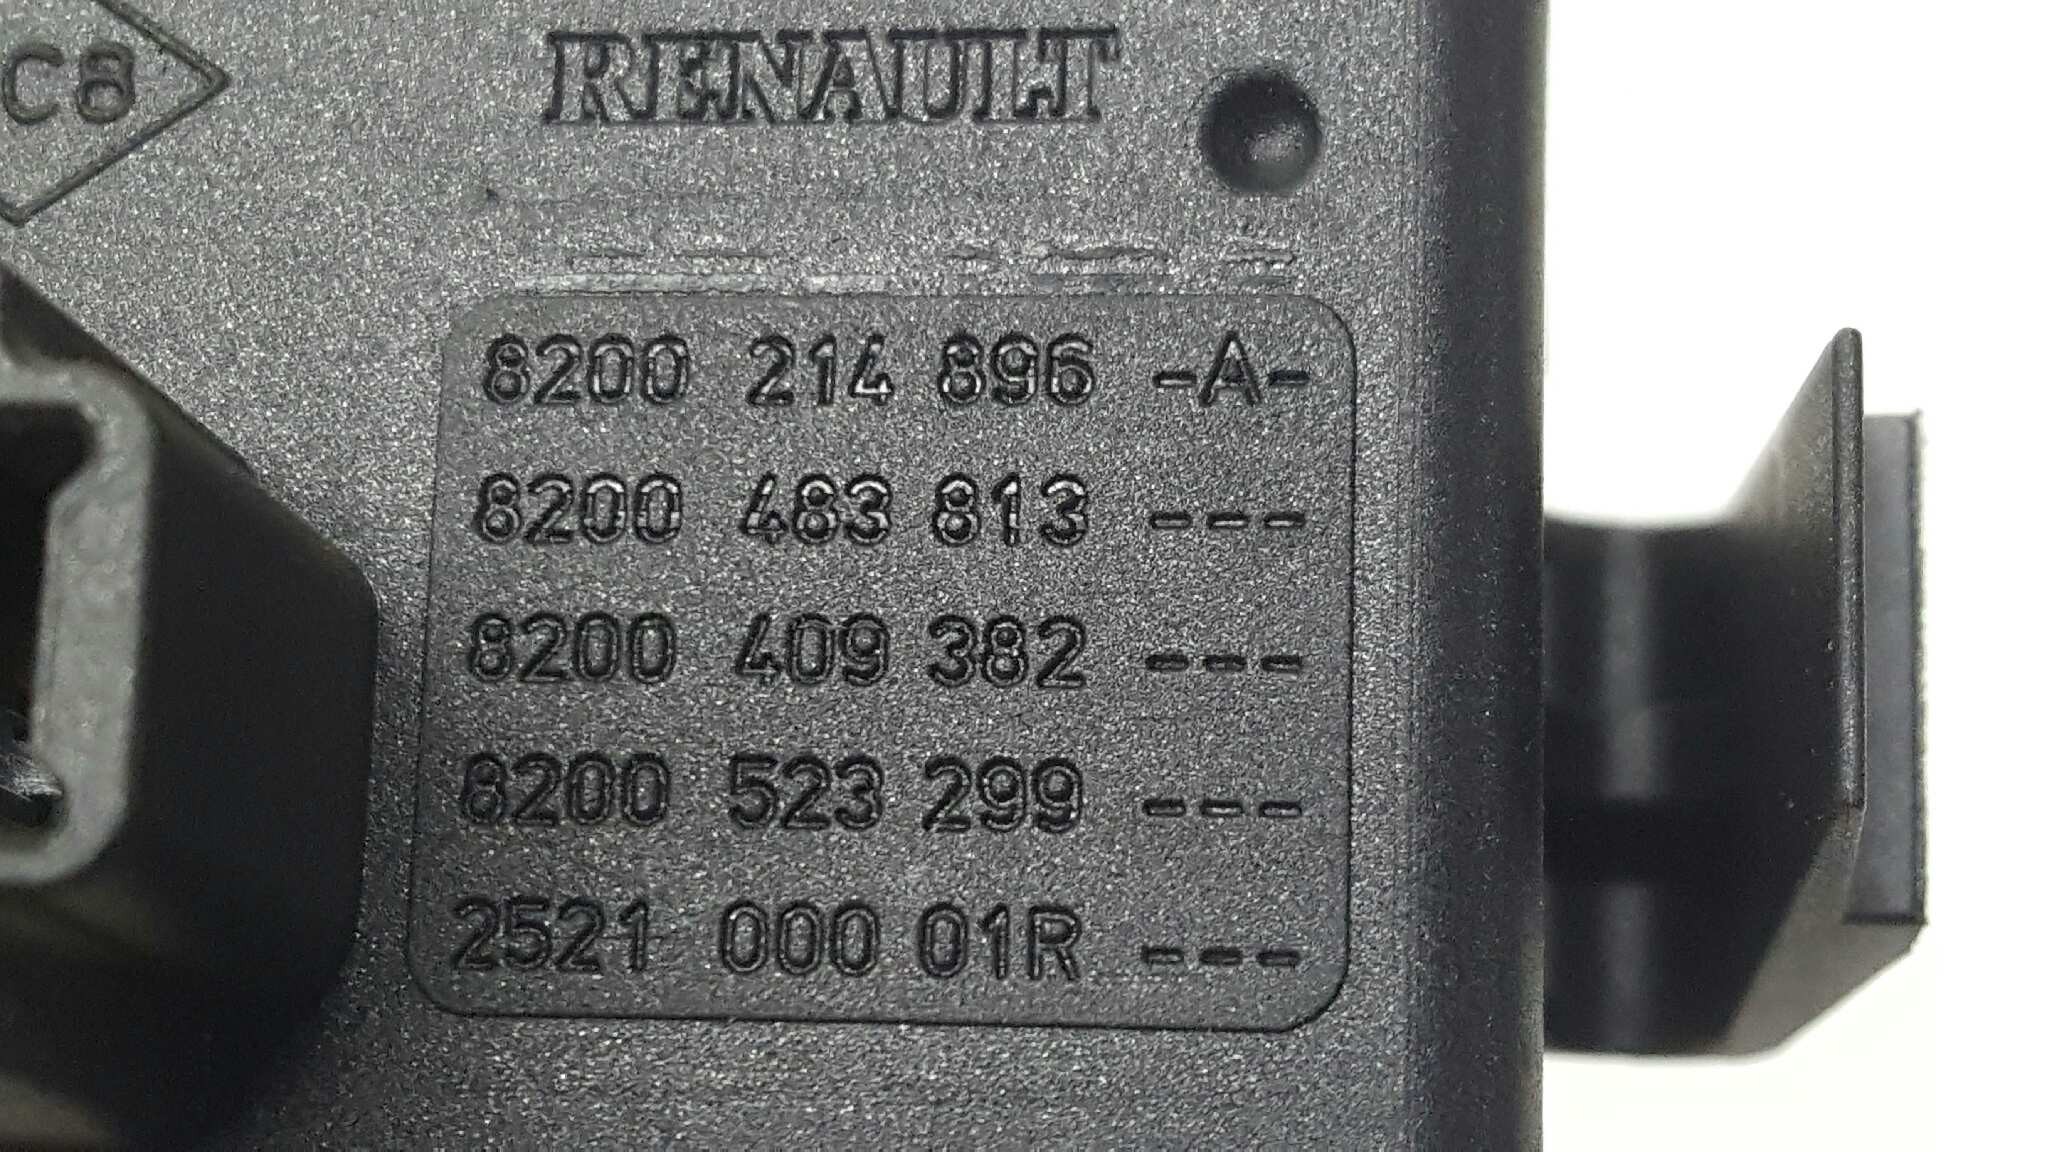 C8
RENAULT
8200 214 896 -A-
8200 483 813 ---
8200 409 382 ---
8200 523 299 ---
2521 000 01R ---